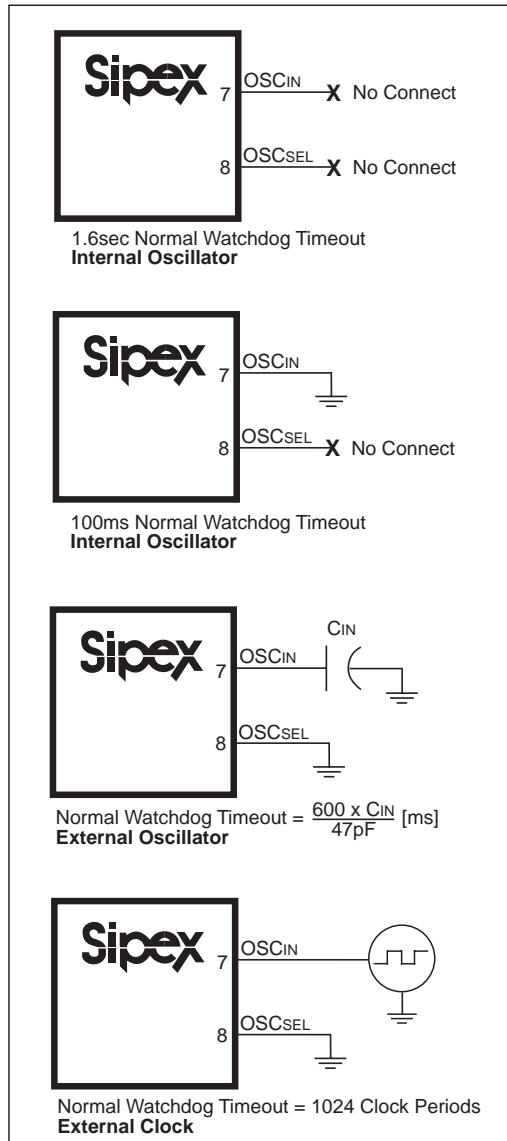 Sipex
7 OSCIN X No Connect
8 OSCSEL X No Connect
1.6sec Normal Watchdog Timeout
Internal Oscillator
Sipex
7 OSCIN
8 OSCSEL X No Connect
100ms Normal Watchdog Timeout
Internal Oscillator
Sipex
CIN
7 OSCIN
8 OSCSEL
Normal Watchdog Timeout = 600 x CIN / 47pF [ms]
External Oscillator
Sipex
7 OSCIN
8 OSCSEL
Normal Watchdog Timeout = 1024 Clock Periods
External Clock